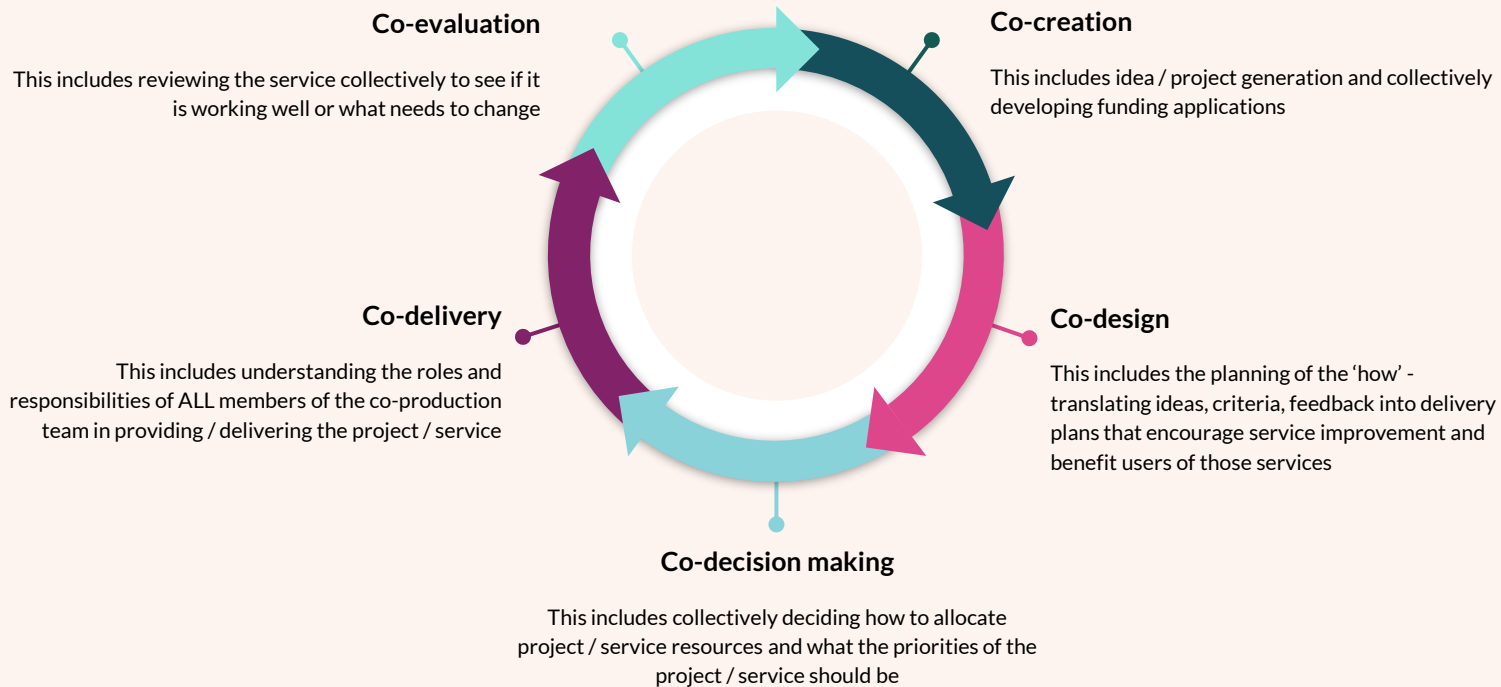 Co-evaluation
This includes reviewing the service collectively to see if it
is working well or what needs to change
Co-creation
This includes idea / project generation and collectively
developing funding applications
Co-delivery
This includes understanding the roles and
responsibilities of ALL members of the co-production
team in providing / delivering the project / service
Co-design
This includes the planning of the ‘how’ -
translating ideas, criteria, feedback into delivery
plans that encourage service improvement and
benefit users of those services
Co-decision making
This includes collectively deciding how to allocate
project / service resources and what the priorities of the
project / service should be